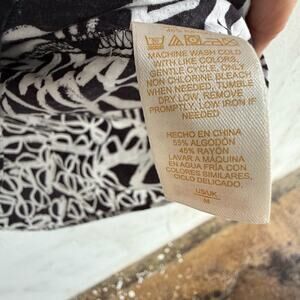 MACHINE WASH COLD
WITH LIKE COLORS,
GENTLE CYCLE. ONLY
NON CHLORINE BLEACH
WHEN NEEDED, TUMBLE
DRY LOW, REMOVE
PROMPTLY, LOW IRON IF
NEEDED
HECHO EN CHINA
55% ALGODÓN
45% RAYÓN
LAVAR A MÁQUINA
EN AGUA FRÍA CON
COLORES SIMILARES,
CICLO DELICADO.
US/UK
M